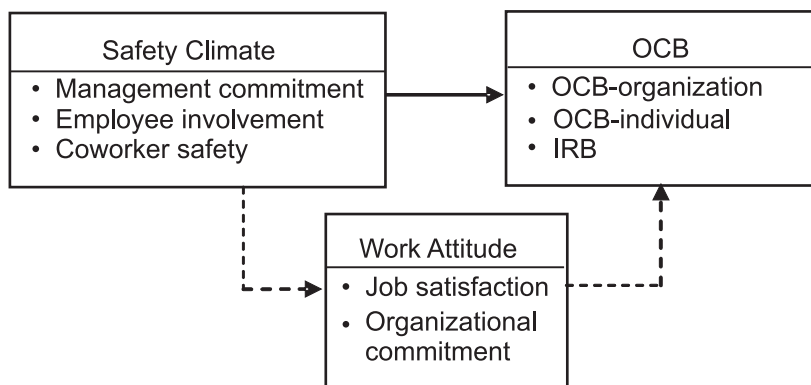 Safety Climate
• Management commitment
• Employee involvement
• Coworker safety
OCB
• OCB-organization
• OCB-individual
• IRB
Work Attitude
• Job satisfaction
• Organizational
commitment